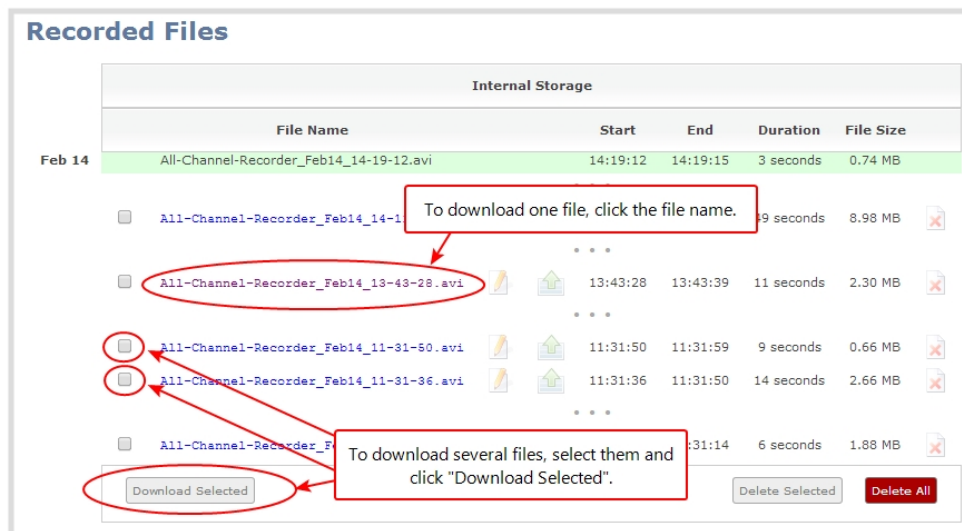 Recorded Files
Internal Storage
File Name Start End Duration File Size
Feb 14 All-Channel-Recorder_Feb14_14-19-12.avi 14:19:12 14:19:15 3 seconds 0.74 MB
To download one file, click the file name.
All-Channel-Recorder_Feb14_14-1 seconds 8.98 MB
All-Channel-Recorder_Feb14_13-43-28.avi 13:43:28 13:43:39 11 seconds 2.30 MB
All-Channel-Recorder_Feb14_11-31-50.avi 11:31:50 11:31:59 9 seconds 0.66 MB
All-Channel-Recorder_Feb14_11-31-36.avi 11:31:36 11:31:50 14 seconds 2.66 MB
All-Channel-Recorder_F :31:14 6 seconds 1.88 MB
To download several files, select them and
click "Download Selected".
Download Selected Delete Selected Delete All